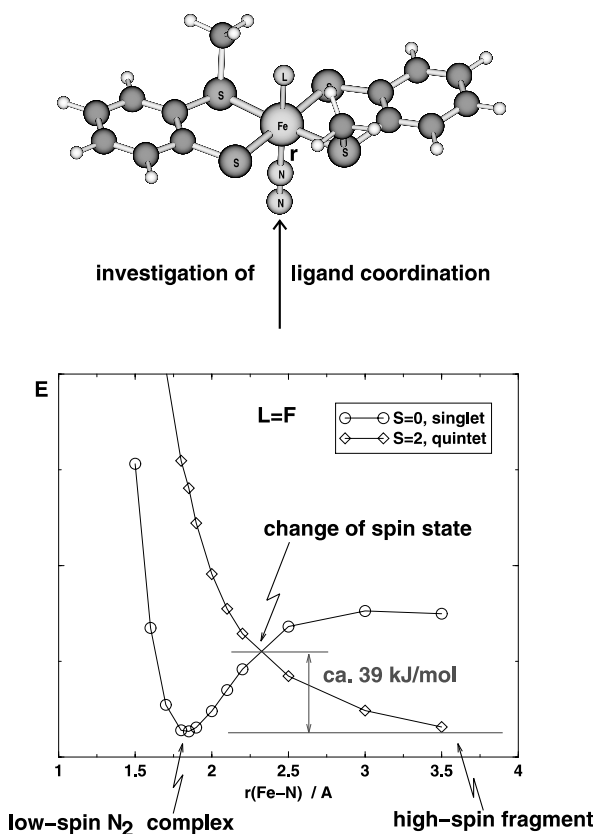 L
S
S
Fe
r
S
S
N
N
investigation of ligand coordination
E
L=F
S=0, singlet
S=2, quintet
change of spin state
ca. 39 kJ/mol
1 1.5 2 2.5 3 3.5 4
r(Fe−N) / A
low−spin N₂ complex
high−spin fragment